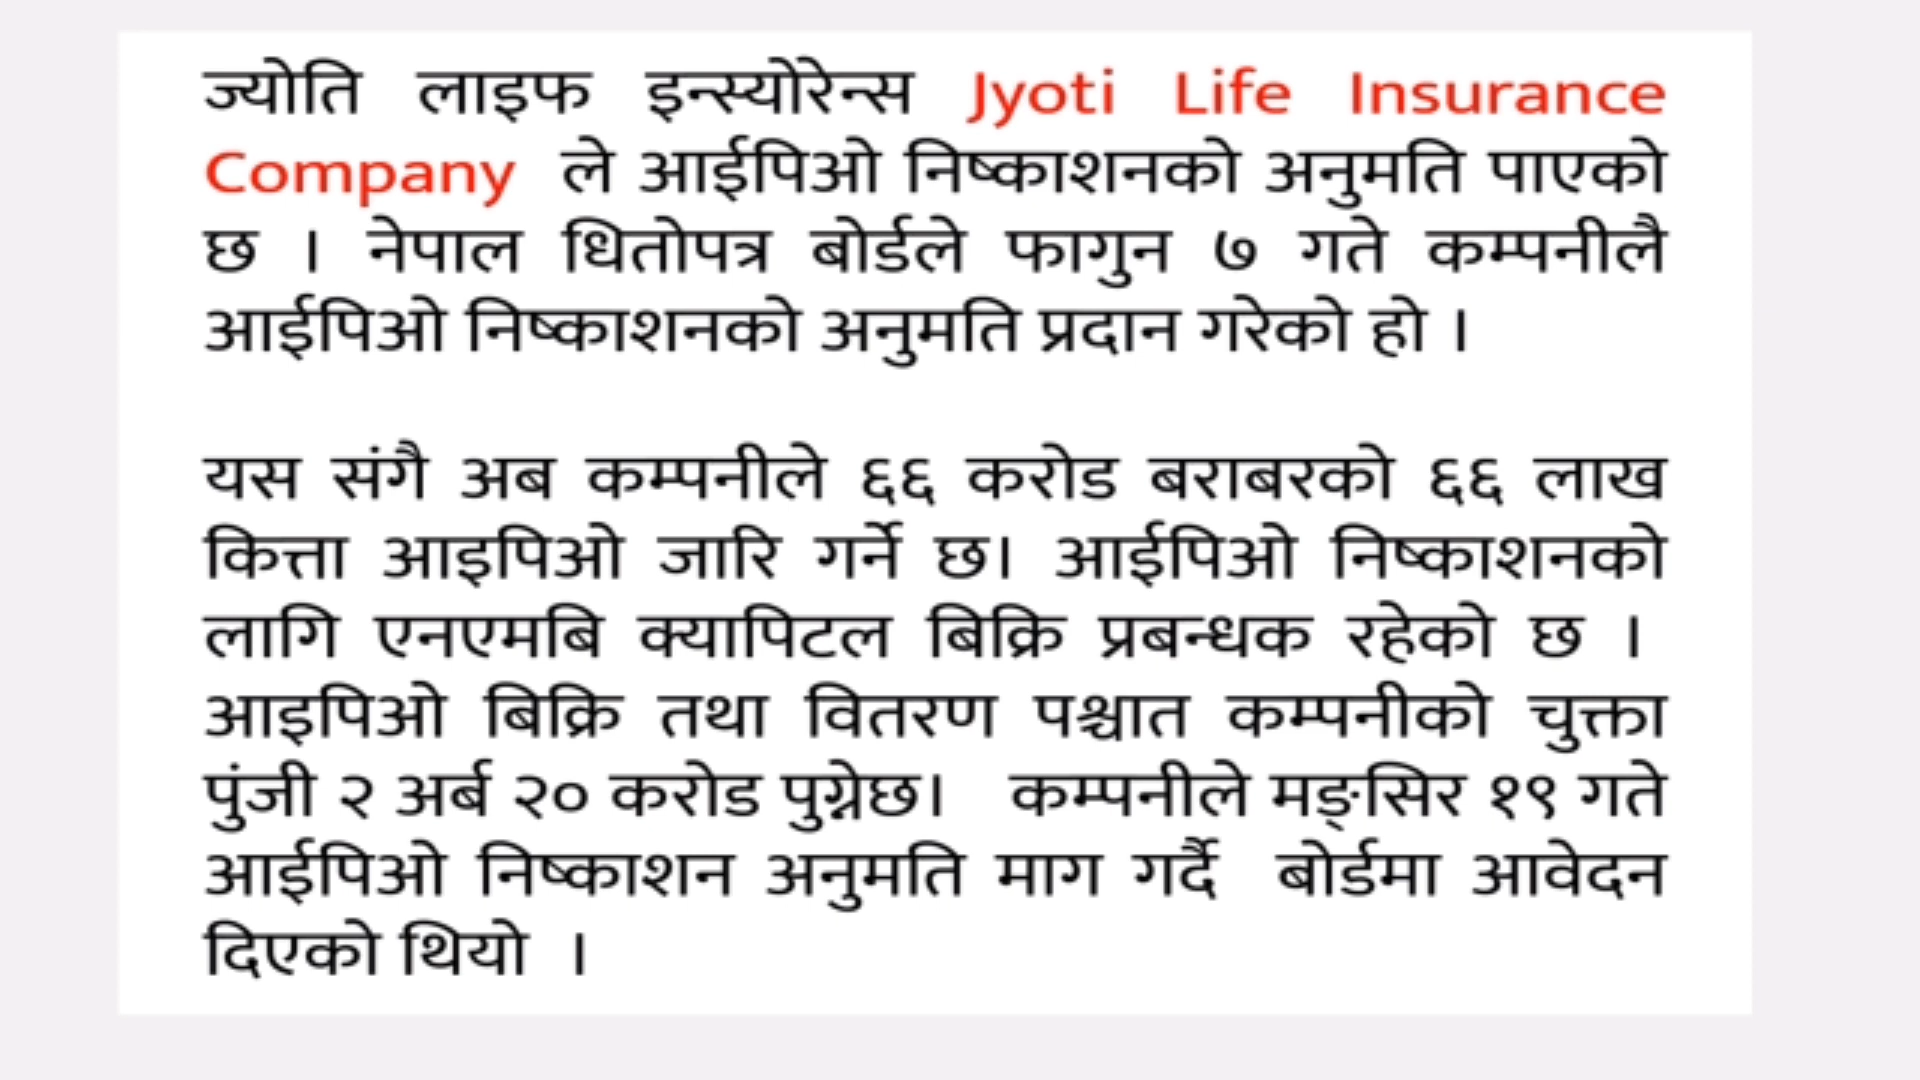 ज्योति लाइफ इन्स्योरेन्स Jyoti Life Insurance
Company ले आईपिओ निष्काशनको अनुमति पाएको
छ । नेपाल धितोपत्र बोर्डले फागुन ७ गते कम्पनीलै
आईपिओ निष्काशनको अनुमति प्रदान गरेको हो ।
यस संगै अब कम्पनीले ६६ करोड बराबरको ६६ लाख
कित्ता आइपिओ जारि गर्ने छ। आईपिओ निष्काशनको
लागि एनएमबि क्यापिटल बिक्रि प्रबन्धक रहेको छ ।
आइपिओ बिक्रि तथा वितरण पश्चात कम्पनीको चुक्ता
पुंजी २ अर्ब २० करोड पुग्नेछ। कम्पनीले मङ्सिर १९ गते
आईपिओ निष्काशन अनुमति माग गर्दै बोर्डमा आवेदन
दिएको थियो ।